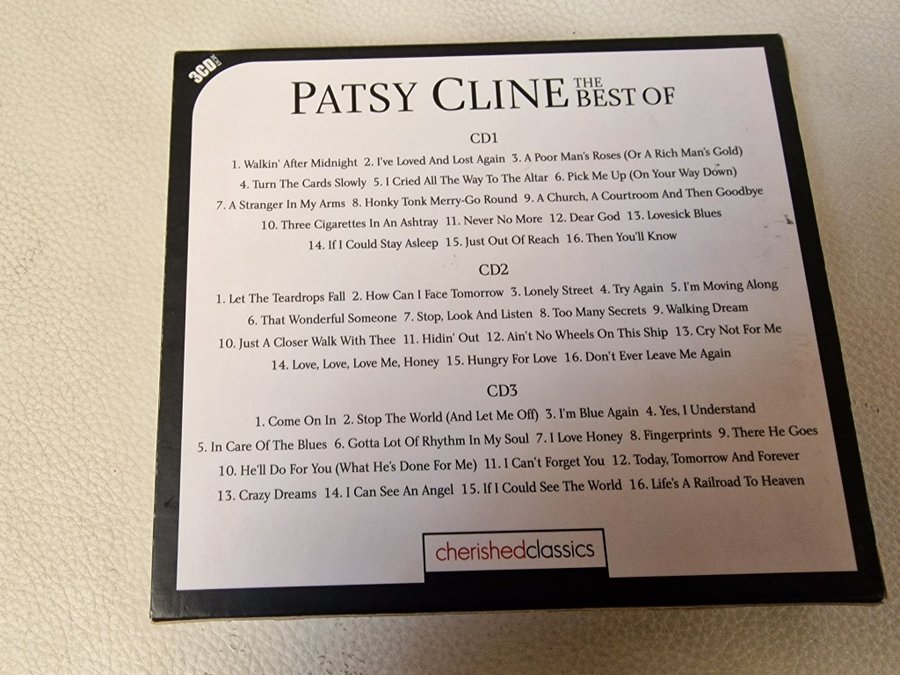 3CD PACK
PATSY CLINE THE BEST OF
CD1
1. Walkin' After Midnight 2. I've Loved And Lost Again 3. A Poor Man's Roses (Or A Rich Man's Gold)
4. Turn The Cards Slowly 5. I Cried All The Way To The Altar 6. Pick Me Up (On Your Way Down)
7. A Stranger In My Arms 8. Honky Tonk Merry-Go Round 9. A Church, A Courtroom And Then Goodbye
10. Three Cigarettes In An Ashtray 11. Never No More 12. Dear God 13. Lovesick Blues
14. If I Could Stay Asleep 15. Just Out Of Reach 16. Then You'll Know
CD2
1. Let The Teardrops Fall 2. How Can I Face Tomorrow 3. Lonely Street 4. Try Again 5. I'm Moving Along
6. That Wonderful Someone 7. Stop, Look And Listen 8. Too Many Secrets 9. Walking Dream
10. Just A Closer Walk With Thee 11. Hidin' Out 12. Ain't No Wheels On This Ship 13. Cry Not For Me
14. Love, Love, Love Me, Honey 15. Hungry For Love 16. Don't Ever Leave Me Again
CD3
1. Come On In 2. Stop The World (And Let Me Off) 3. I'm Blue Again 4. Yes, I Understand
5. In Care Of The Blues 6. Gotta Lot Of Rhythm In My Soul 7. I Love Honey 8. Fingerprints 9. There He Goes
10. He'll Do For You (What He's Done For Me) 11. I Can't Forget You 12. Today, Tomorrow And Forever
13. Crazy Dreams 14. I Can See An Angel 15. If I Could See The World 16. Life's A Railroad To Heaven
cherishedclassics